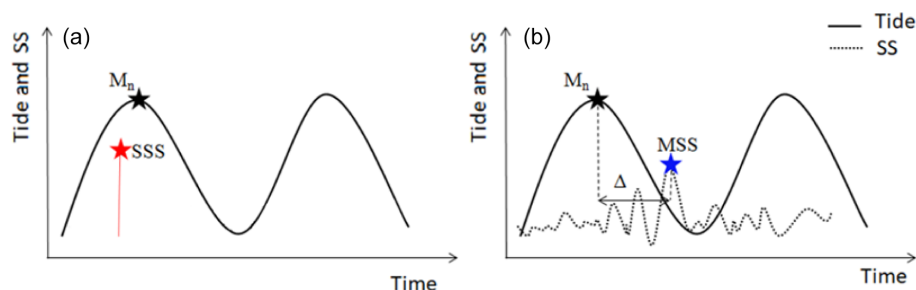 (a)
Tide and SS
Mn
SSS
Time
(b)
Tide and SS
Mn
MSS
Δ
Time
Tide
SS